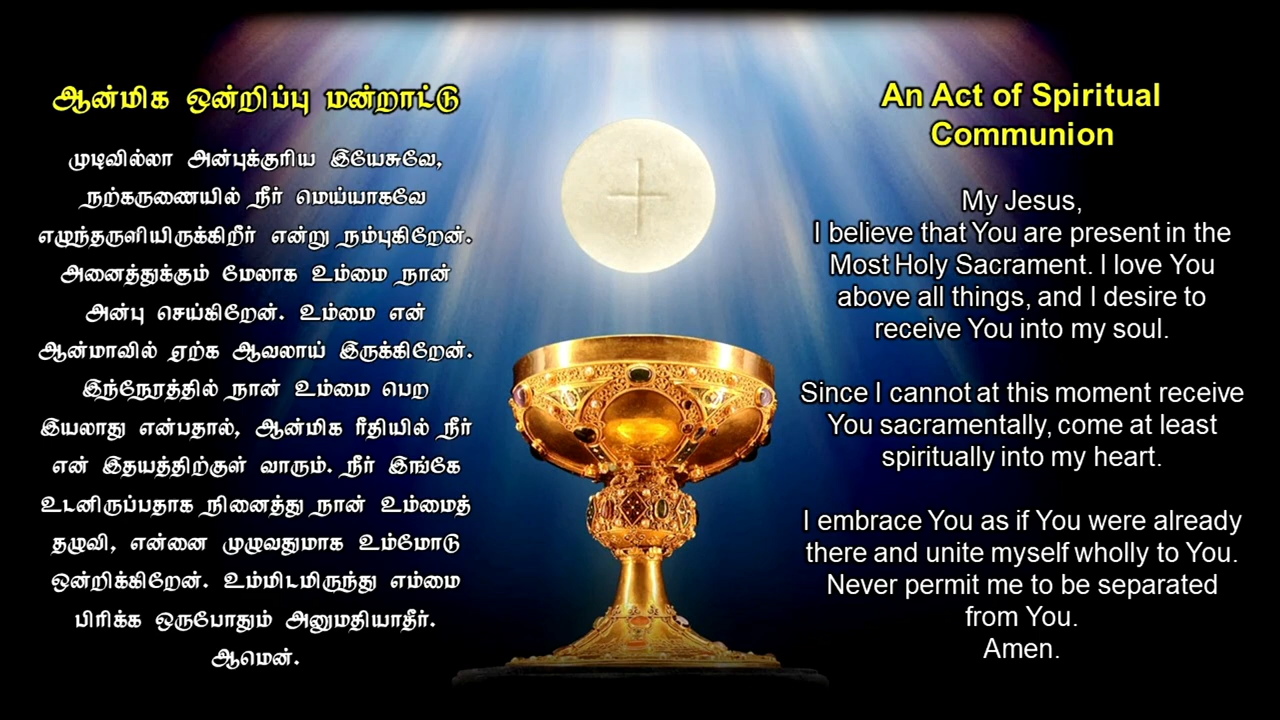 ஆன்மிக ஒன்றிப்பு மன்றாட்டு
முடிவில்லா அன்புக்குரிய இயேசுவே,
நற்கருணையில் நீர் மெய்யாகவே
எழுந்தருளியிருக்கிறீர் என்று நம்புகிறேன்.
அனைத்துக்கும் மேலாக உம்மை நான்
அன்பு செய்கிறேன். உம்மை என்
ஆன்மாவில் ஏற்க ஆவலாய் இருக்கிறேன்.
இந்நேரத்தில் நான் உம்மை பெற
இயலாது என்பதால், ஆன்மிக ரீதியில் நீர்
என் இதயத்திற்குள் வாரும். நீர் இங்கே
உடனிருப்பதாக நினைத்து நான் உம்மைத்
தழுவி, என்னை முழுவதுமாக உம்மோடு
ஒன்றிக்கிறேன். உம்மிடமிருந்து எம்மை
பிரிக்க ஒருபோதும் அனுமதியாதீர்.
ஆமென்.
An Act of Spiritual
Communion
My Jesus,
I believe that You are present in the
Most Holy Sacrament. I love You
above all things, and I desire to
receive You into my soul.
Since I cannot at this moment receive
You sacramentally, come at least
spiritually into my heart.
I embrace You as if You were already
there and unite myself wholly to You.
Never permit me to be separated
from You.
Amen.